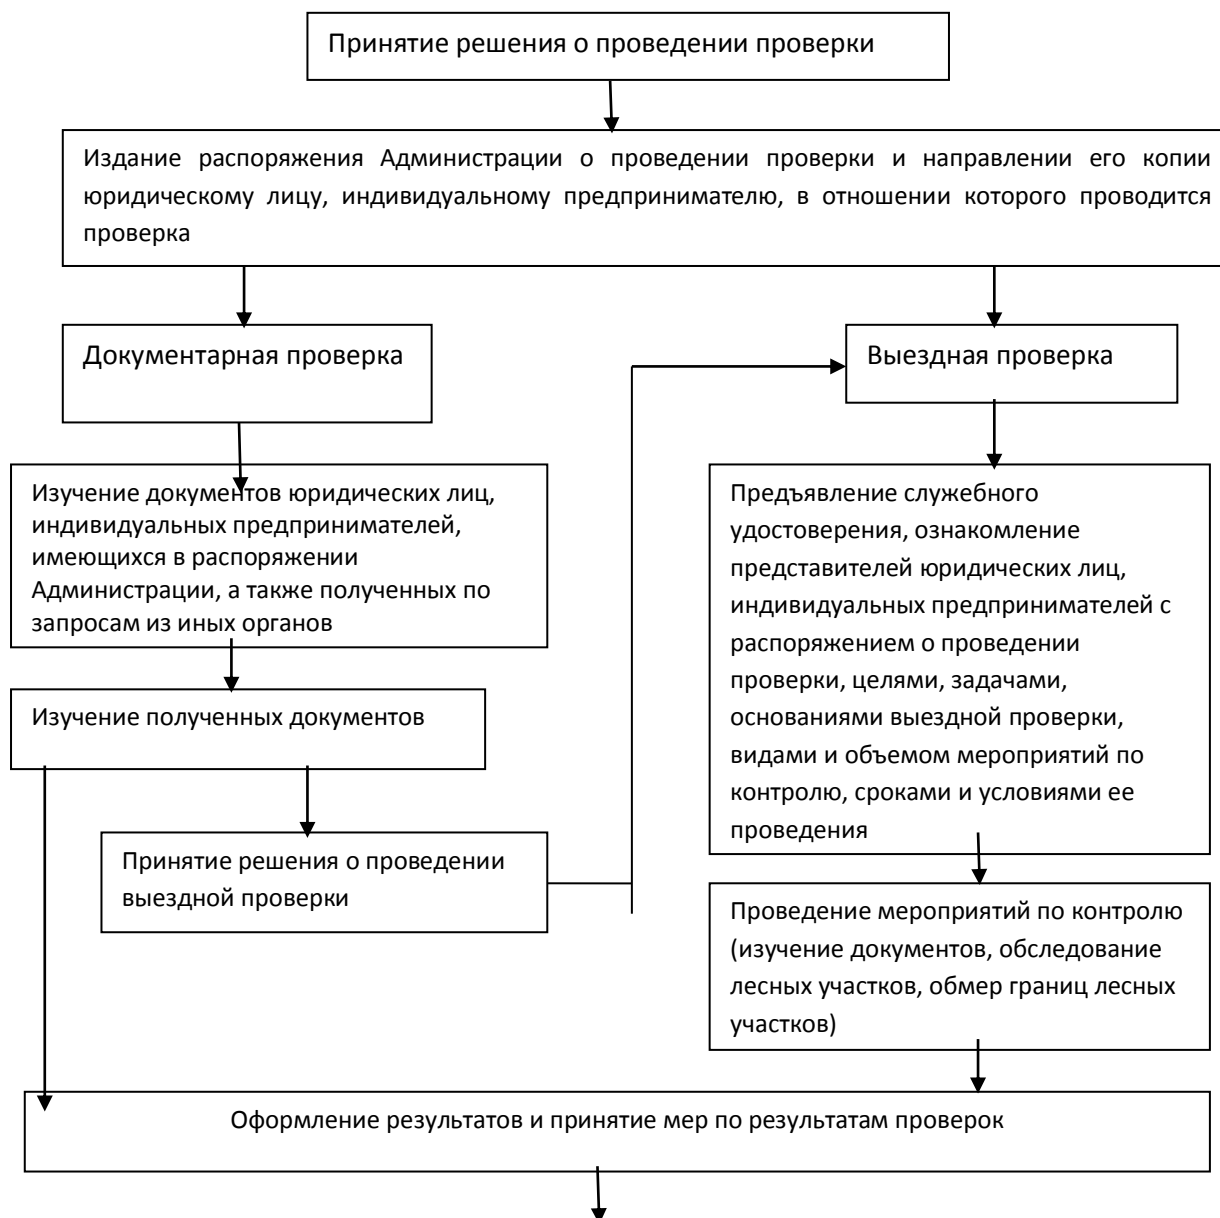 Принятие решения о проведении проверки
Издание распоряжения Администрации о проведении проверки и направлении его копии
юридическому лицу, индивидуальному предпринимателю, в отношении которого проводится
проверка
Документарная проверка
Выездная проверка
Изучение документов юридических лиц,
индивидуальных предпринимателей,
имеющихся в распоряжении
Администрации, а также полученных по
запросам из иных органов
Изучение полученных документов
Принятие решения о проведении
выездной проверки
Предъявление служебного
удостоверения, ознакомление
представителей юридических лиц,
индивидуальных предпринимателей с
распоряжением о проведении
проверки, целями, задачами,
основаниями выездной проверки,
видами и объемом мероприятий по
контролю, сроками и условиями ее
проведения
Проведение мероприятий по контролю
(изучение документов, обследование
лесных участков, обмер границ лесных
участков)
Оформление результатов и принятие мер по результатам проверок